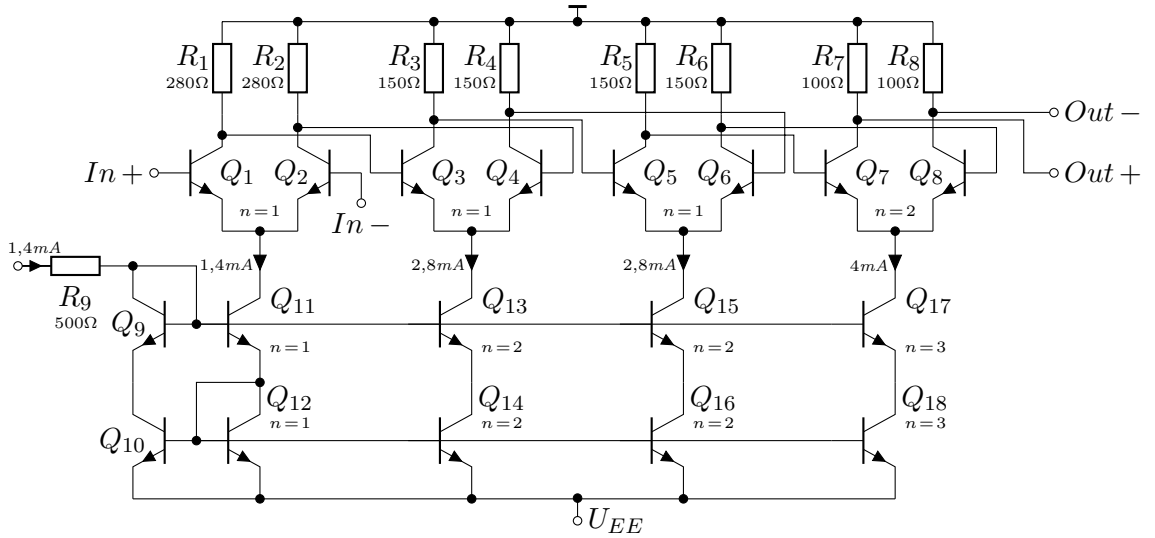 R1 R2 R3 R4 R5 R6 R7 R8
280Ω 280Ω 150Ω 150Ω 150Ω 150Ω 100Ω 100Ω
Out−
In+ Q1 Q2 Q3 Q4 Q5 Q6 Q7 Q8 Out+
n=1 In− n=1 n=1 n=2
1,4mA 1,4mA 2,8mA 2,8mA 4mA
R9 Q9 Q11 Q13 Q15 Q17
500Ω n=1 n=2 n=2 n=3
Q10 Q12 Q14 Q16 Q18
n=1 n=2 n=2 n=3
UEE